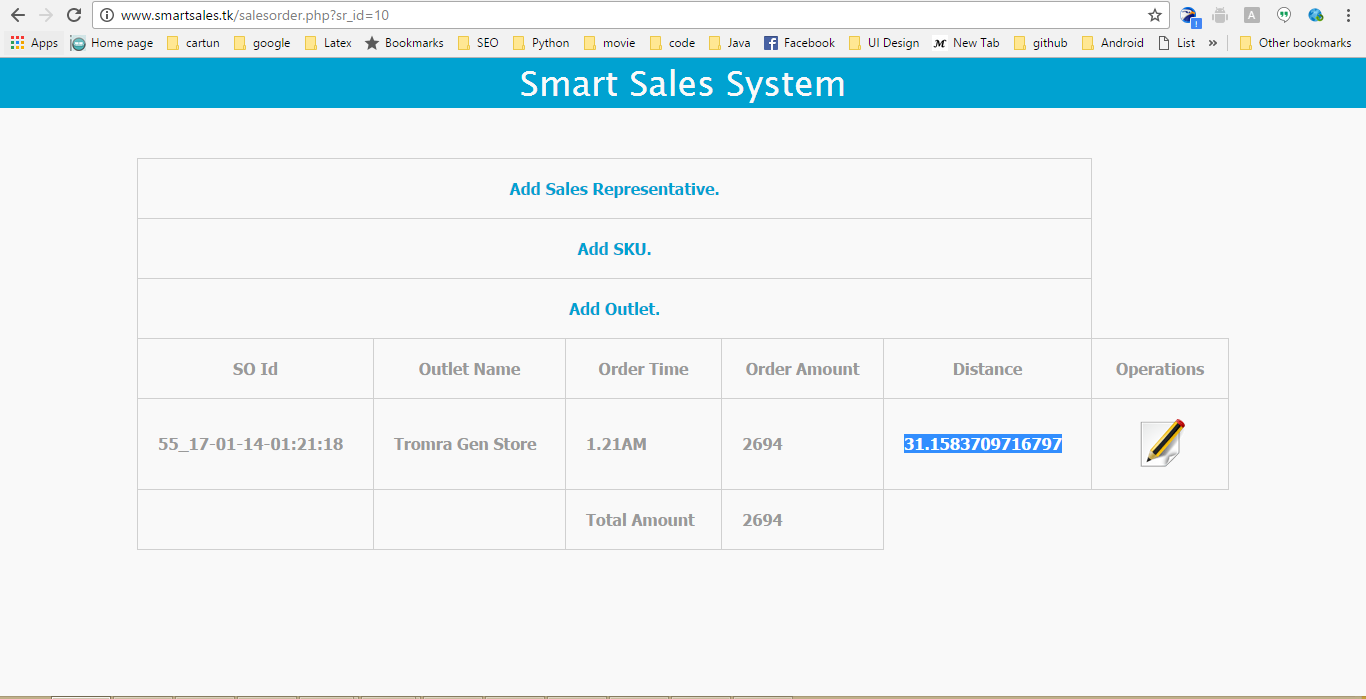 www.smartsales.tk/salesorder.php?sr_id=10
Apps Home page cartun google Latex Bookmarks SEO Python movie code Java Facebook UI Design New Tab github Android List » Other bookmarks
Smart Sales System
Add Sales Representative.
Add SKU.
Add Outlet.
SO Id Outlet Name Order Time Order Amount Distance Operations
55_17-01-14-01:21:18 Tromra Gen Store 1.21AM 2694 31.1583709716797
Total Amount 2694